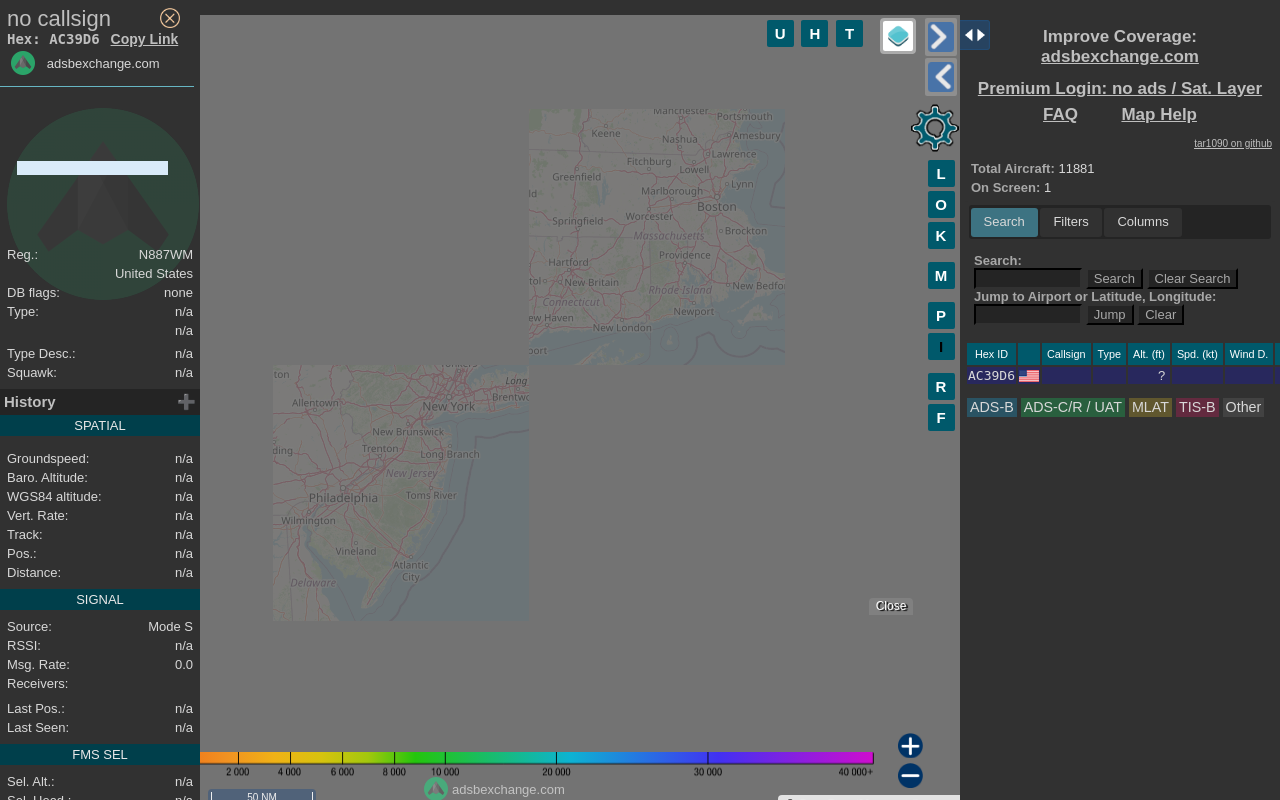 no callsign
Hex: AC39D6 Copy Link
adsbexchange.com
Reg.: N887WM
United States
DB flags: none
Type: n/a
n/a
Type Desc.: n/a
Squawk: n/a
History
SPATIAL
Groundspeed: n/a
Baro. Altitude: n/a
WGS84 altitude: n/a
Vert. Rate: n/a
Track: n/a
Pos.: n/a
Distance: n/a
SIGNAL
Source: Mode S
RSSI: n/a
Msg. Rate: 0.0
Receivers:
Last Pos.: n/a
Last Seen: n/a
FMS SEL
Sel. Alt.: n/a
U H T
L
O
K
M
P
I
R
F
Manchester
Portsmouth
Keene
Nashua
Amesbury
Fitchburg
Lawrence
Lowell
Greenfield
Marlborough
Lynn
Worcester
Boston
Springfield
Massachusetts
Brockton
Hartford
Providence
New Britain
Rhode Island
New Bedfor
Connecticut
ew Haven
New London
Newport
port
ton
Long
Allentown
New York
Brentwo
New Brunswick
ding
Trenton
Long Branch
New Jersey
Philadelphia
Toms River
Wilmington
Vineland
Atlantic
City
Delaware
Close
2 000 4 000 6 000 8 000 10 000 20 000 30 000 40 000+
adsbexchange.com
50 NM
Improve Coverage:
adsbexchange.com
Premium Login: no ads / Sat. Layer
FAQ Map Help
tar1090 on github
Total Aircraft: 11881
On Screen: 1
Search Filters Columns
Search:
Search Clear Search
Jump to Airport or Latitude, Longitude:
Jump Clear
Hex ID Callsign Type Alt. (ft) Spd. (kt) Wind D.
AC39D6 ?
ADS-B ADS-C/R / UAT MLAT TIS-B Other